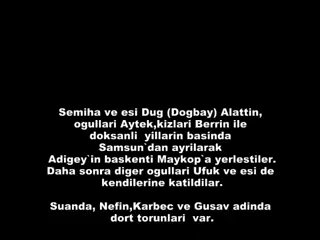 Semiha ve esi Dug (Dogbay) Alattin,
ogullari Aytek,kizlari Berrin ile
doksanli  yillarin basinda
Samsun`dan ayrilarak
Adigey`in baskenti Maykop`a yerlestiler.
Daha sonra diger ogullari Ufuk ve esi de
kendilerine katildilar.

Suanda, Nefin,Karbec ve Gusav adinda
dort torunlari  var.